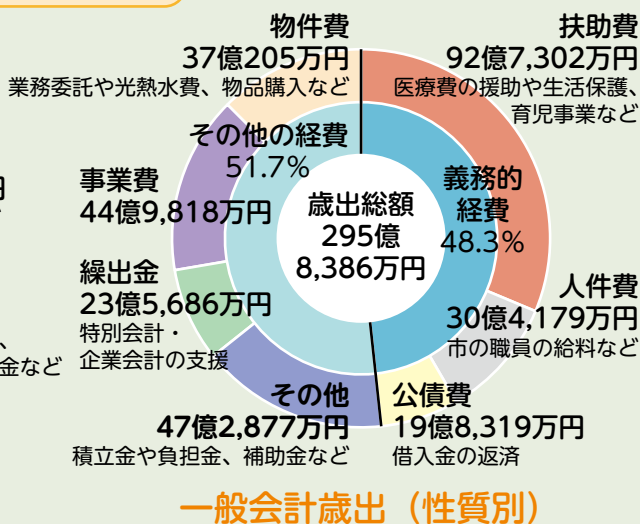 物件費
37億205万円
業務委託や光熱水費、物品購入など
扶助費
92億7,302万円
医療費の援助や生活保護、
育児事業など
その他の経費
51.7%
義務的
経費
48.3%
歳出総額
295億
8,386万円
事業費
44億9,818万円
繰出金
23億5,686万円
特別会計・
企業会計の支援
人件費
30億4,179万円
市の職員の給料など
その他
47億2,877万円
積立金や負担金、補助金など
公債費
19億8,319万円
借入金の返済
円
、
金など
一般会計歳出（性質別）